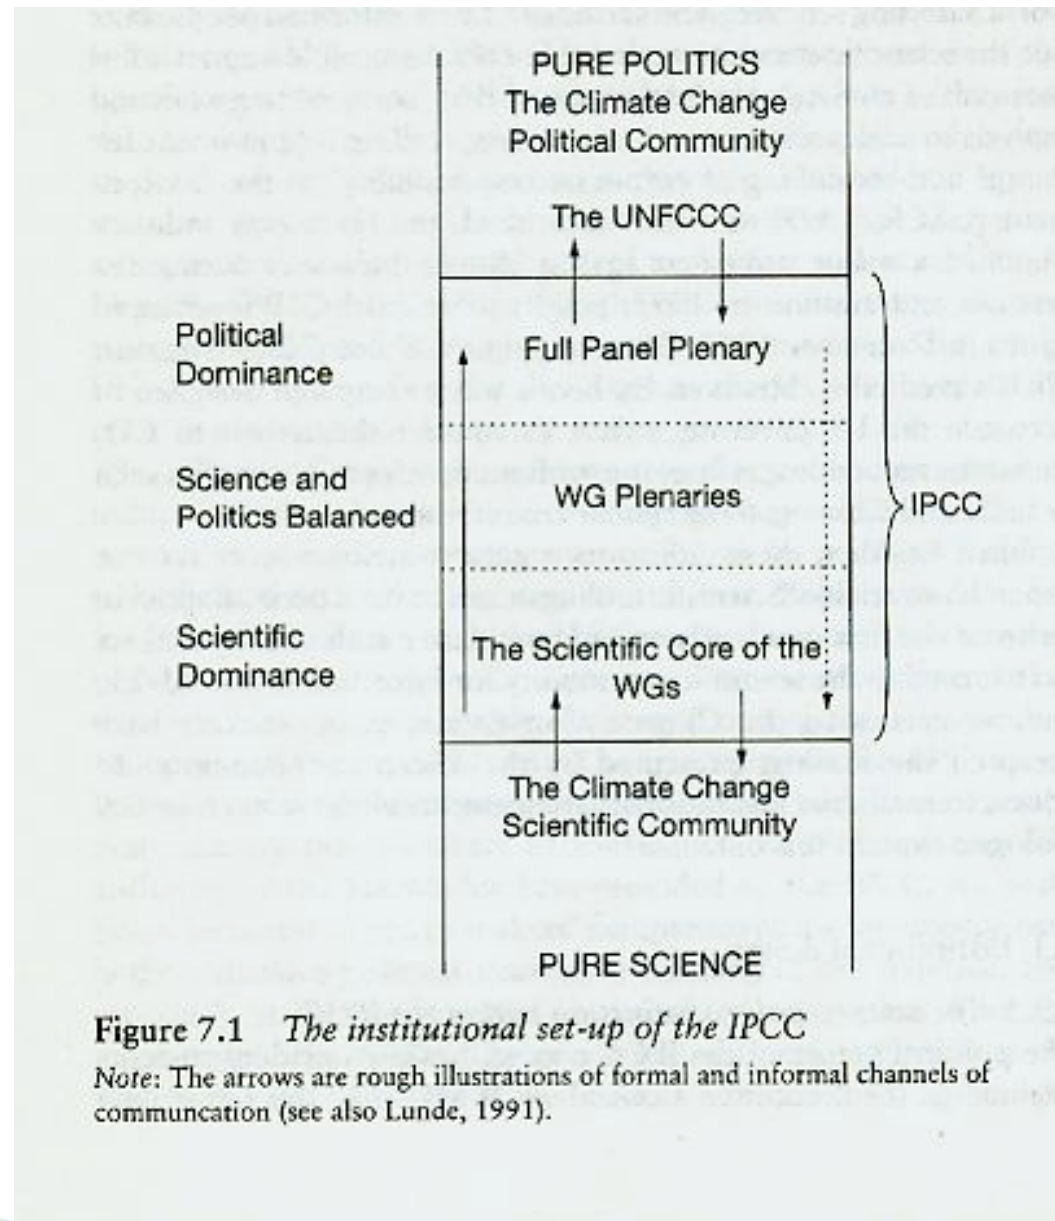 PURE POLITICS
The Climate Change
Political Community
The UNFCCC
Political
Dominance
Full Panel Plenary
Science and
Politics Balanced
WG Plenaries
IPCC
Scientific
Dominance
The Scientific Core of the
WGs
The Climate Change
Scientific Community
PURE SCIENCE
Figure 7.1 The institutional set-up of the IPCC
Note: The arrows are rough illustrations of formal and informal channels of
communcation (see also Lunde, 1991).